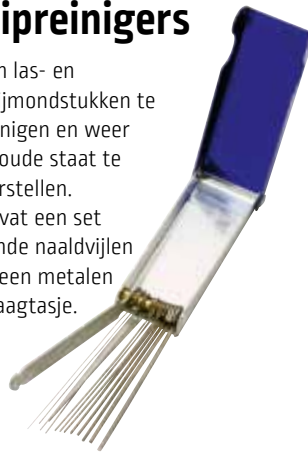 ipreinigers
n las- en
ijmondstukken te
nigen en weer
oude staat te
rstellen.
vat een set
nde naaldvijlen
een metalen
aagtasje.